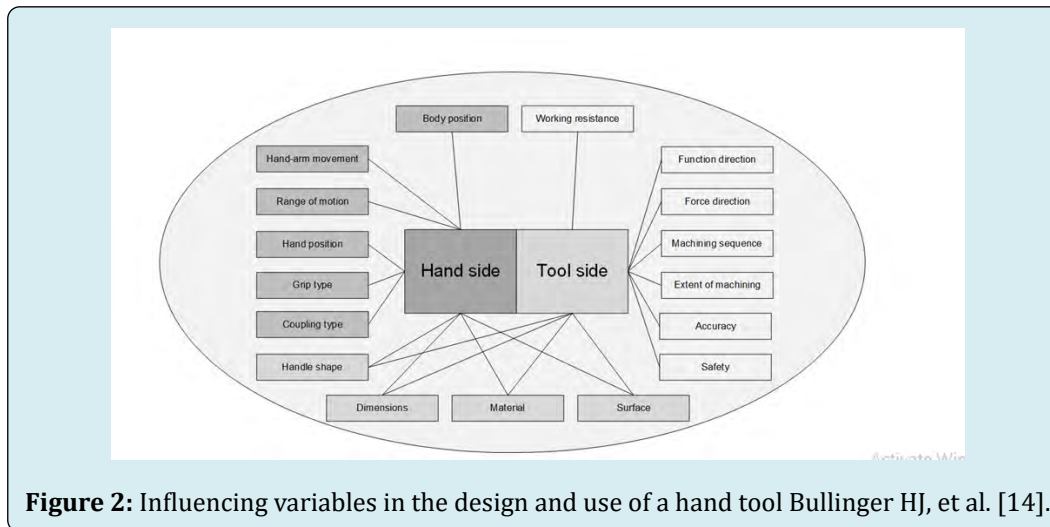 Body position
Working resistance
Hand-arm movement
Function direction
Range of motion
Force direction
Hand position
Machining sequence
Hand side
Tool side
Grip type
Extent of machining
Coupling type
Accuracy
Handle shape
Safety
Dimensions
Material
Surface
Activate Win
Figure 2: Influencing variables in the design and use of a hand tool Bullinger HJ, et al. [14].